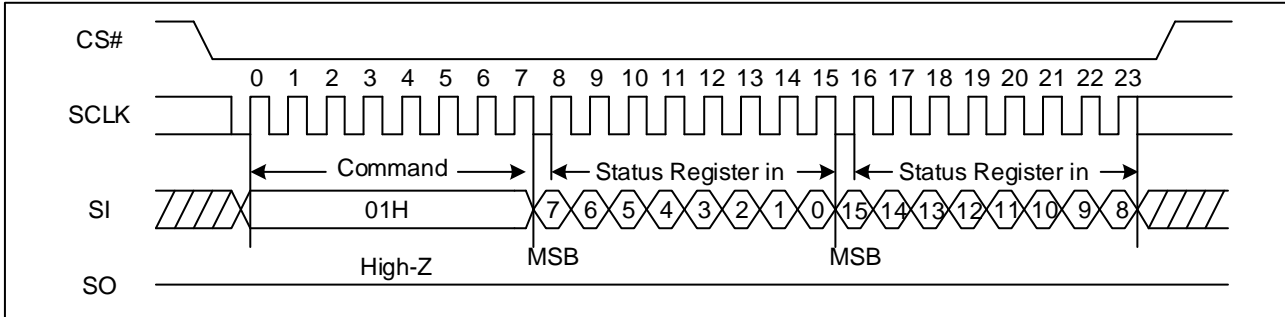 CS#
0 1 2 3 4 5 6 7 8 9 10 11 12 13 14 15 16 17 18 19 20 21 22 23
SCLK
Command Status Register in Status Register in
SI 01H 7 6 5 4 3 2 1 0 15 14 13 12 11 10 9 8
MSB MSB
High-Z
SO